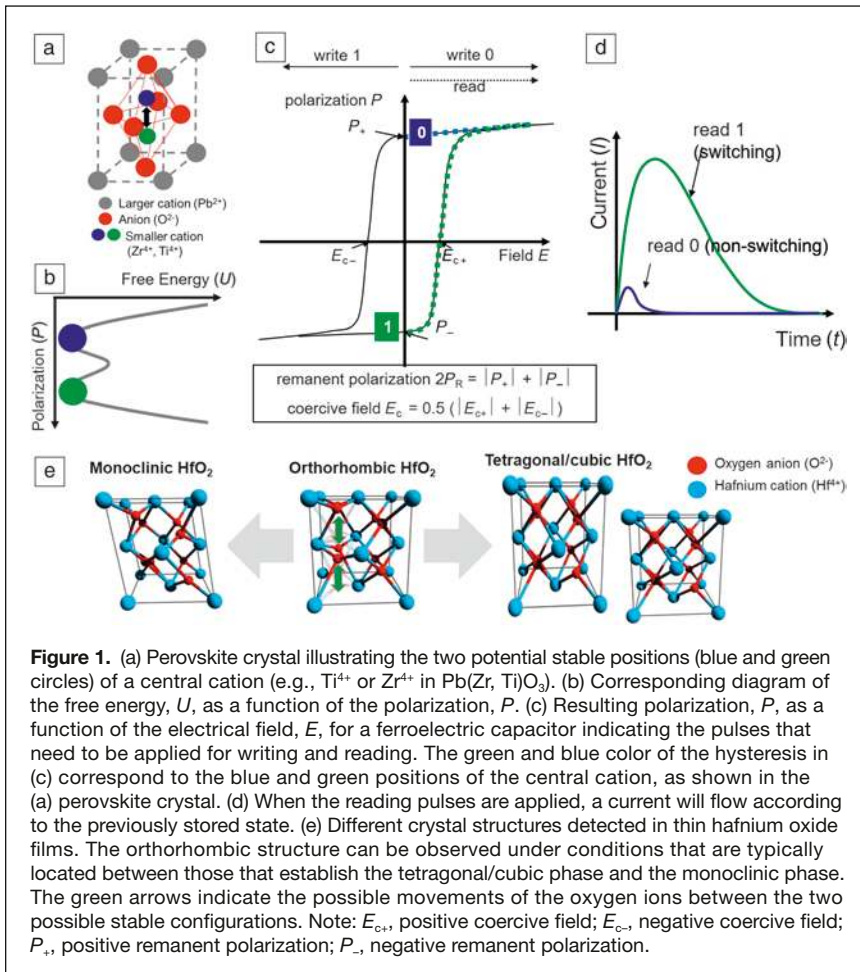 a
Larger cation (Pb²⁺)
Anion (O²⁻)
Smaller cation
(Zr⁴⁺, Ti⁴⁺)
b
Free Energy (U)
Polarization (P)
c
write 1
write 0
read
polarization P
P₊
0
E_c–
E_c+
Field E
1
P₋
remanent polarization 2P_R = |P₊| + |P₋|
coercive field E_c = 0.5 (|E_c+| + |E_c–|)
d
Current (I)
read 1
(switching)
read 0 (non-switching)
Time (t)
e
Monoclinic HfO₂
Orthorhombic HfO₂
Tetragonal/cubic HfO₂
Oxygen anion (O²⁻)
Hafnium cation (Hf⁴⁺)
Figure 1. (a) Perovskite crystal illustrating the two potential stable positions (blue and green
circles) of a central cation (e.g., Ti⁴⁺ or Zr⁴⁺ in Pb(Zr, Ti)O₃). (b) Corresponding diagram of
the free energy, U, as a function of the polarization, P. (c) Resulting polarization, P, as a
function of the electrical field, E, for a ferroelectric capacitor indicating the pulses that
need to be applied for writing and reading. The green and blue color of the hysteresis in
(c) correspond to the blue and green positions of the central cation, as shown in the
(a) perovskite crystal. (d) When the reading pulses are applied, a current will flow according
to the previously stored state. (e) Different crystal structures detected in thin hafnium oxide
films. The orthorhombic structure can be observed under conditions that are typically
located between those that establish the tetragonal/cubic phase and the monoclinic phase.
The green arrows indicate the possible movements of the oxygen ions between the two
possible stable configurations. Note: E_c+, positive coercive field; E_c–, negative coercive field;
P₊, positive remanent polarization; P₋, negative remanent polarization.